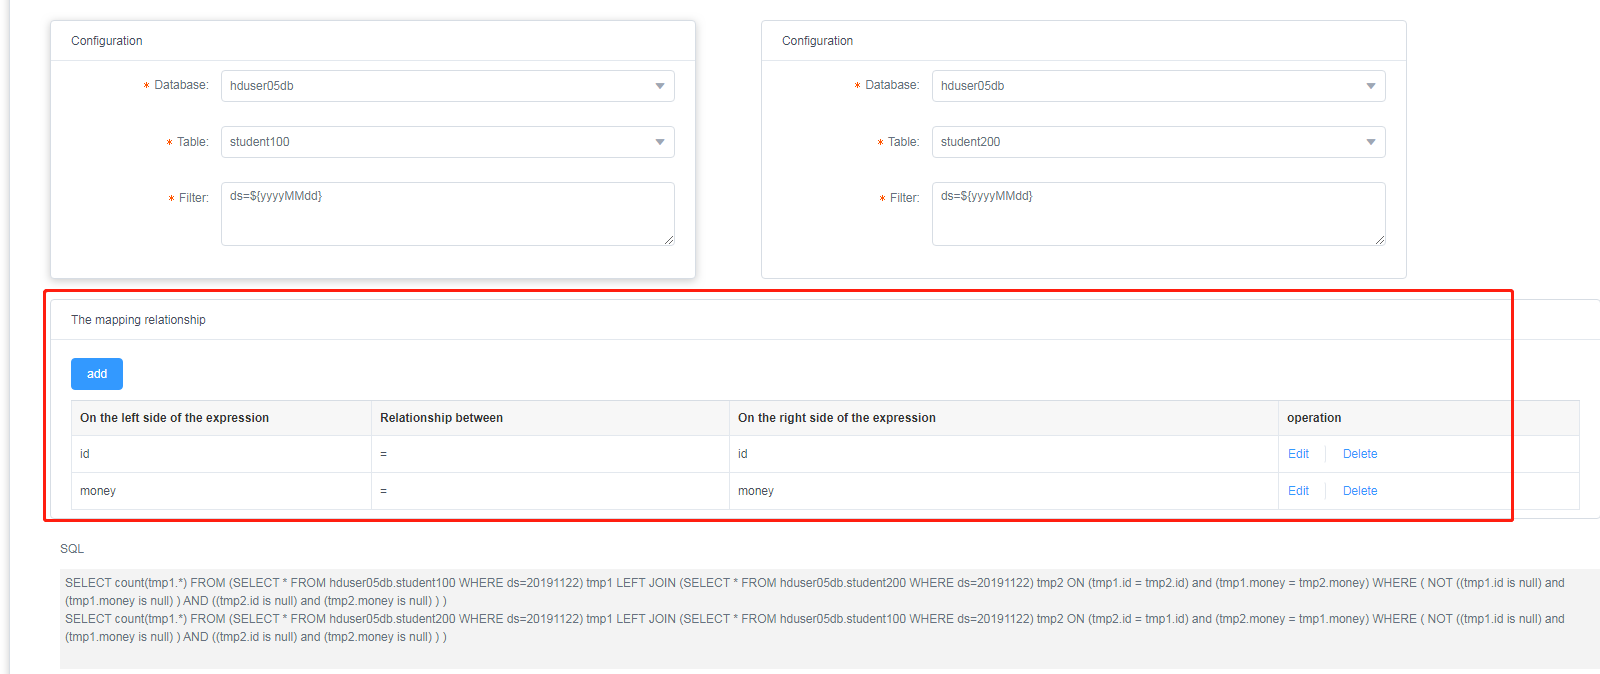 Configuration
Configuration
* Database: hduser05db
* Database: hduser05db
* Table: student100
* Table: student200
* Filter: ds=${yyyyMMdd}
* Filter: ds=${yyyyMMdd}
The mapping relationship
add
On the left side of the expression Relationship between On the right side of the expression operation
id = id Edit Delete
money = money Edit Delete
SQL
SELECT count(tmp1.*) FROM (SELECT * FROM hduser05db.student100 WHERE ds=20191122) tmp1 LEFT JOIN (SELECT * FROM hduser05db.student200 WHERE ds=20191122) tmp2 ON (tmp1.id = tmp2.id) and (tmp1.money = tmp2.money) WHERE ( NOT ((tmp1.id is null) and
(tmp1.money is null) ) AND ((tmp2.id is null) and (tmp2.money is null) ) )
SELECT count(tmp1.*) FROM (SELECT * FROM hduser05db.student200 WHERE ds=20191122) tmp1 LEFT JOIN (SELECT * FROM hduser05db.student100 WHERE ds=20191122) tmp2 ON (tmp2.id = tmp1.id) and (tmp2.money = tmp1.money) WHERE ( NOT ((tmp1.id is null) and
(tmp1.money is null) ) AND ((tmp2.id is null) and (tmp2.money is null) ) )